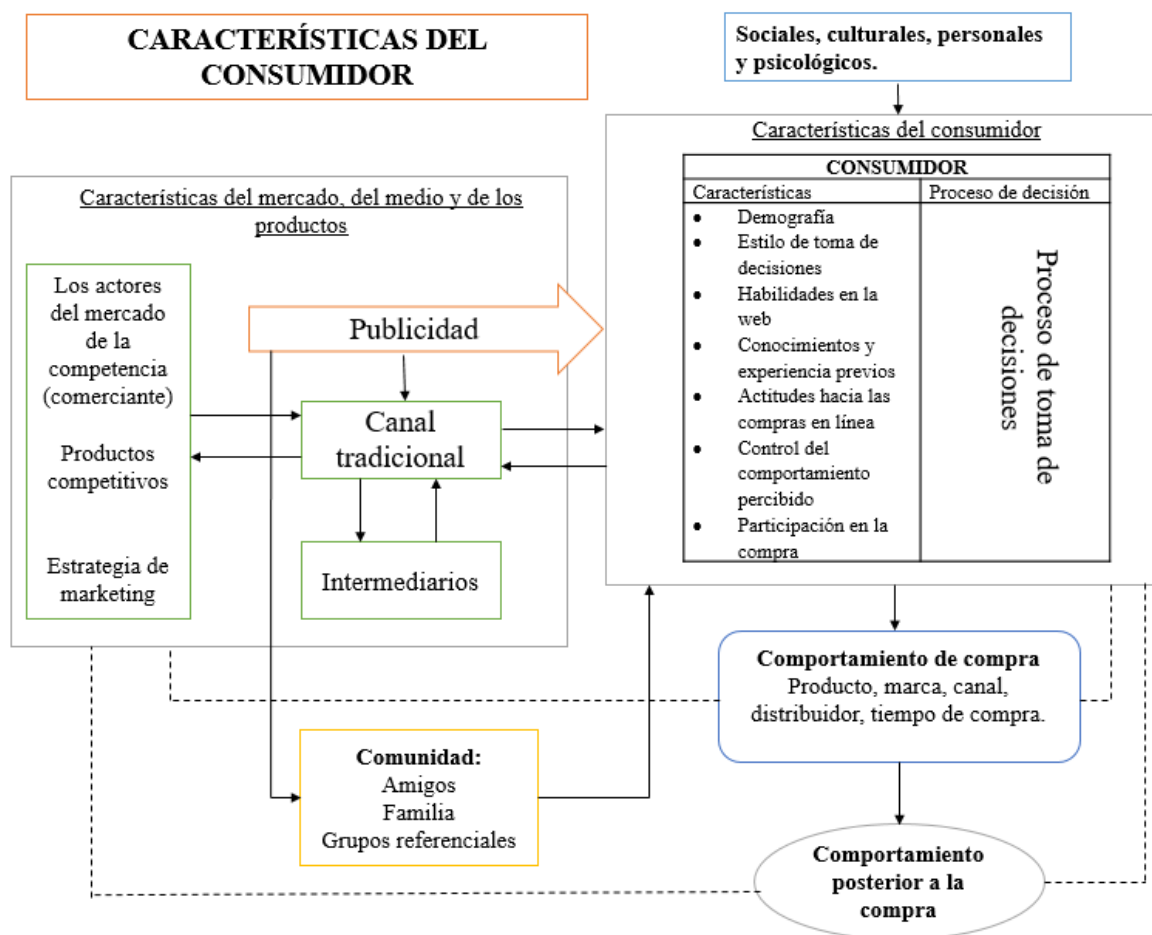 CARACTERÍSTICAS DEL
CONSUMIDOR
Sociales, culturales, personales
y psicológicos.
Características del mercado, del medio y de los
productos
Los actores
del mercado
de la
competencia
(comerciante)
Productos
competitivos
Estrategia de
marketing
Publicidad
Canal
tradicional
Intermediarios
Características del consumidor
CONSUMIDOR
Características
Proceso de decisión
● Demografía
● Estilo de toma de
decisiones
● Habilidades en la
web
● Conocimientos y
experiencia previos
● Actitudes hacia las
compras en línea
● Control del
comportamiento
percibido
● Participación en la
compra
Proceso de toma de
decisiones
Comunidad:
Amigos
Familia
Grupos referenciales
Comportamiento de compra
Producto, marca, canal,
distribuidor, tiempo de compra.
Comportamiento
posterior a la
compra